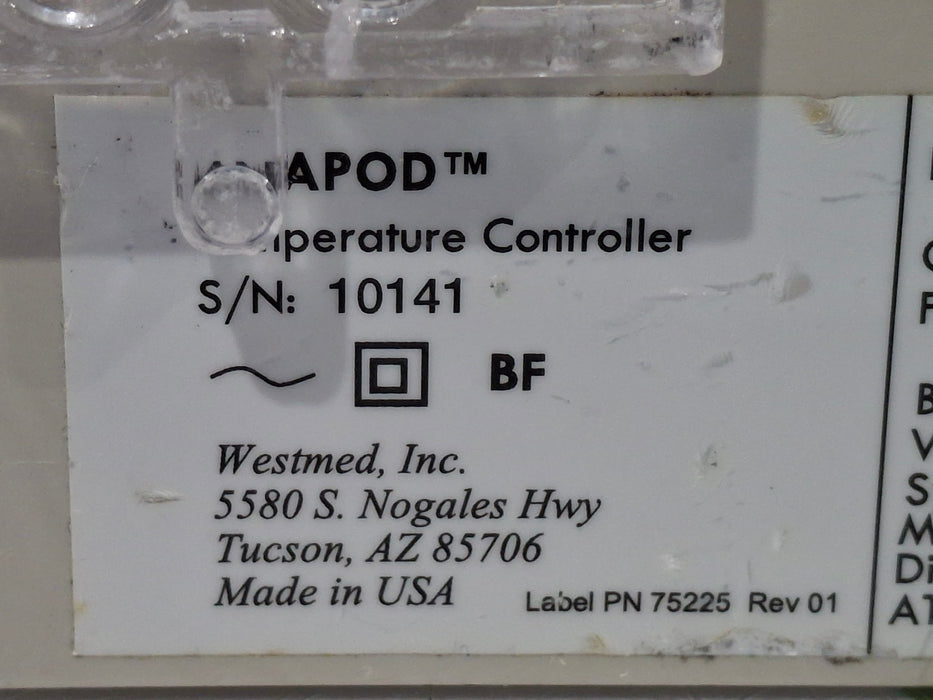 APOD™
Controller
S/N: 10141
BF
Westmed, Inc.
5580 S. Nogales Hwy
Tucson, AZ 85706
Made in USA
Label PN 75225 Rev 01